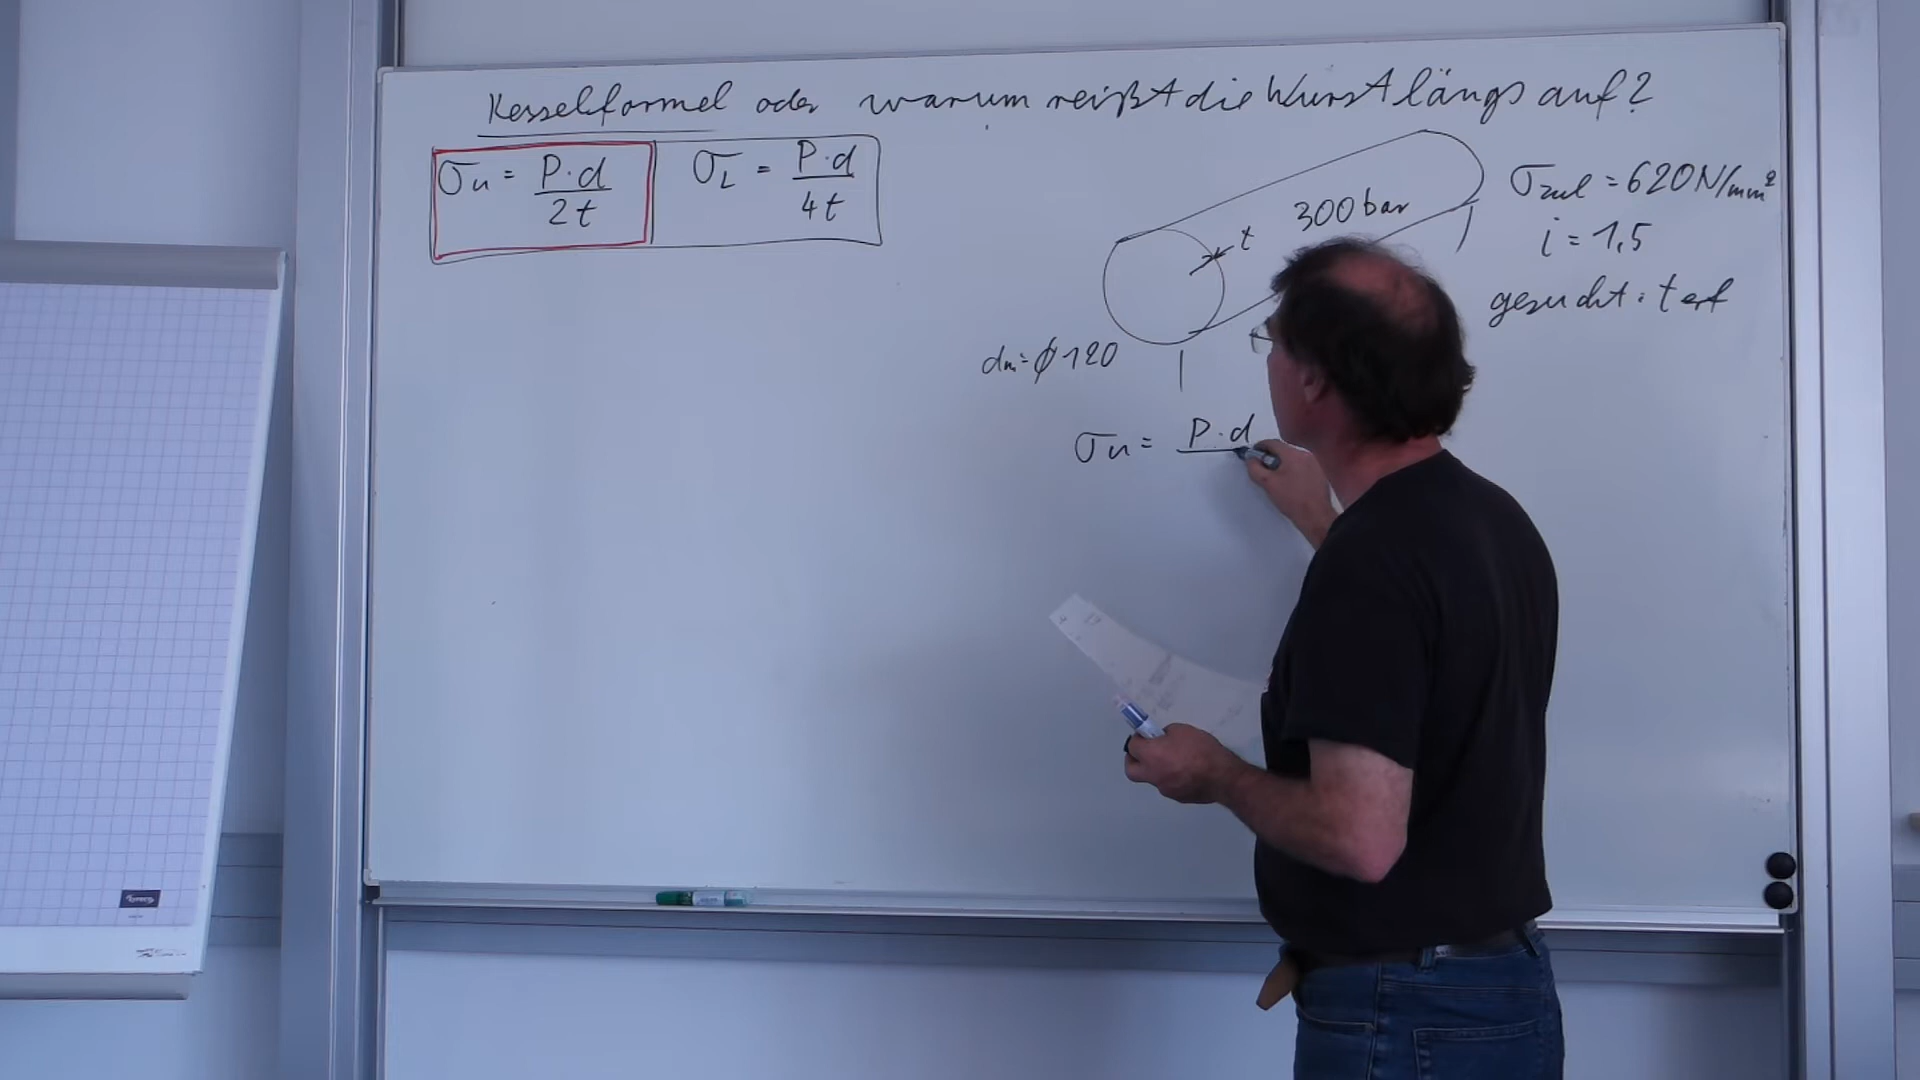 Kesselformel oder warum reißt die Wurst längs auf?
σu = P·d / 2t
σL = P·d / 4t
300 bar
t
σzul = 620 N/mm²
i = 1,5
gesucht: t erf
dm = ϕ 120
σu = P·d